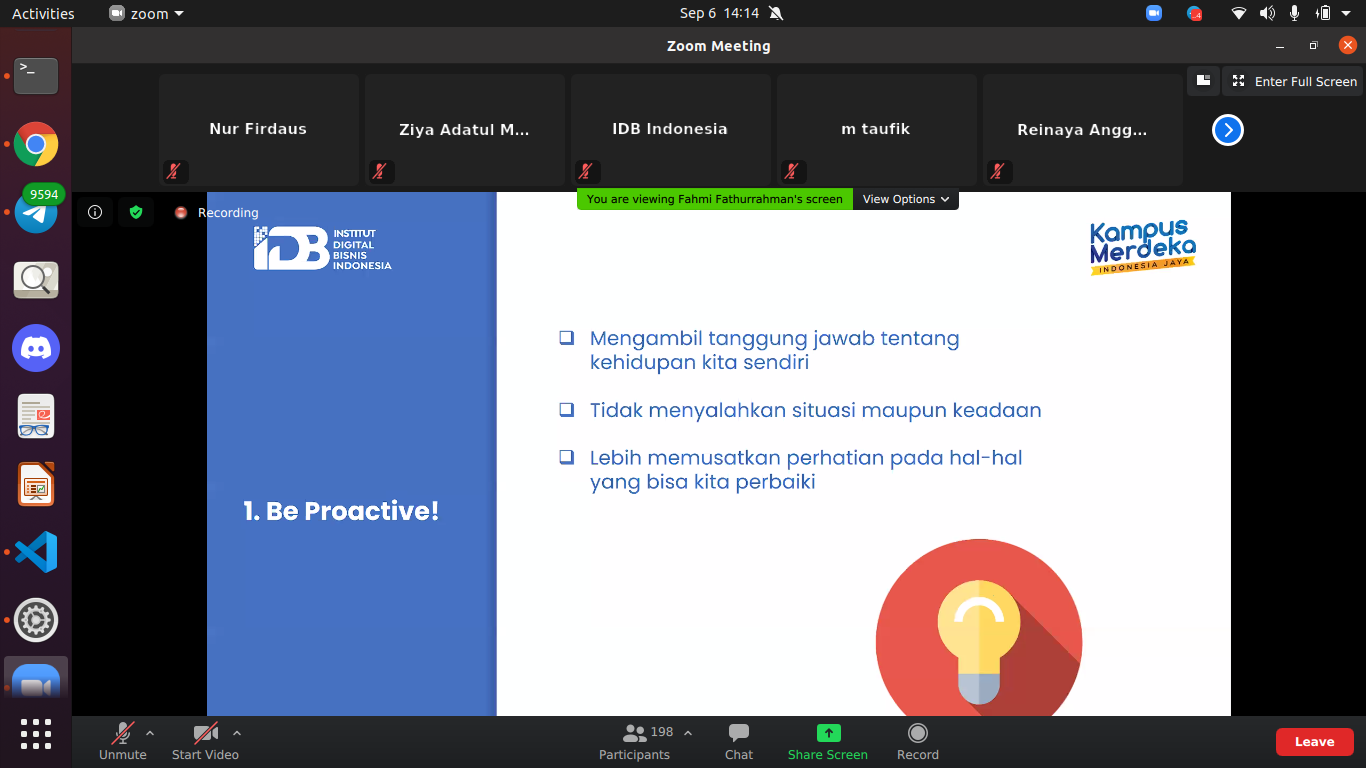 Activities
zoom
Sep 6 14:14
4
Zoom Meeting
>_
Nur Firdaus
Ziya Adatul M...
IDB Indonesia
m taufik
Reinaya Angg...
Enter Full Screen
9594
You are viewing Fahmi Fathurrahman's screen
View Options
Recording
IDB INSTITUT
DIGITAL
BISNIS
INDONESIA
Kampus
Merdeka
INDONESIA JAYA
Mengambil tanggung jawab tentang
kehidupan kita sendiri
Tidak menyalahkan situasi maupun keadaan
Lebih memusatkan perhatian pada hal-hal
yang bisa kita perbaiki
1. Be Proactive!
Unmute
Start Video
198
Participants
Chat
Share Screen
Record
Leave